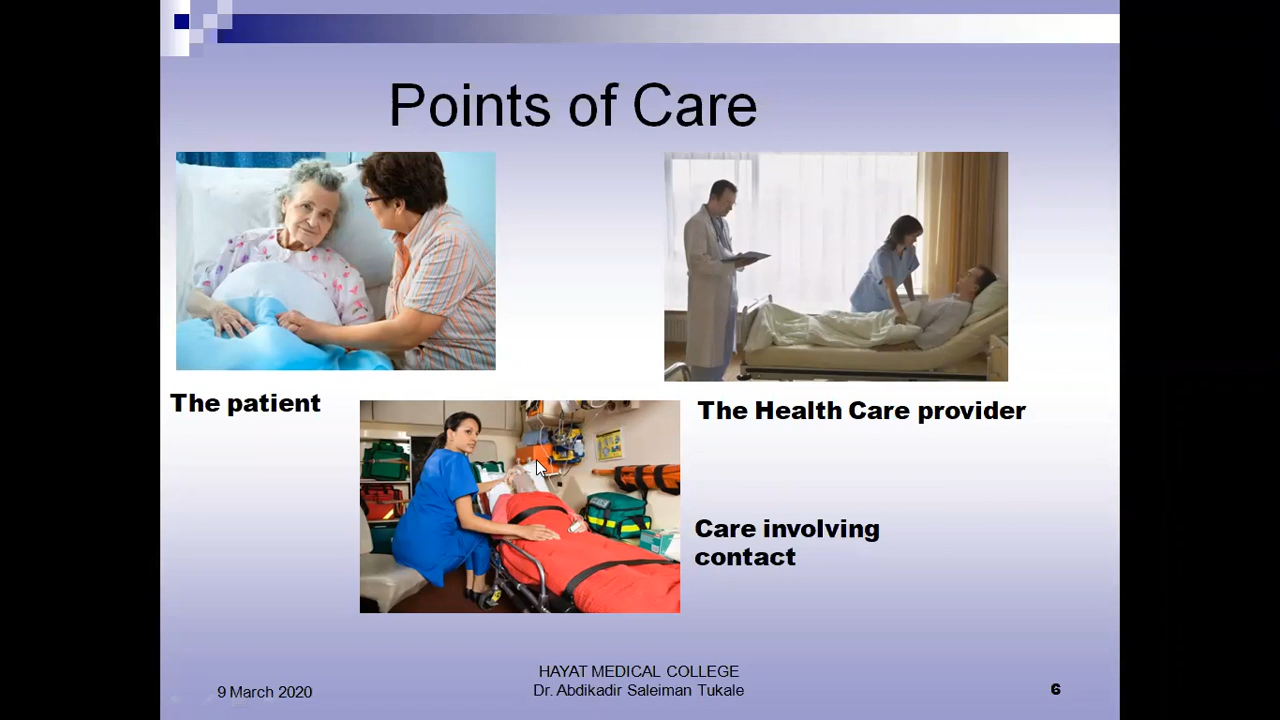 Points of Care
The patient
The Health Care provider
Care involving
contact
9 March 2020
HAYAT MEDICAL COLLEGE
Dr. Abdikadir Saleiman Tukale
6